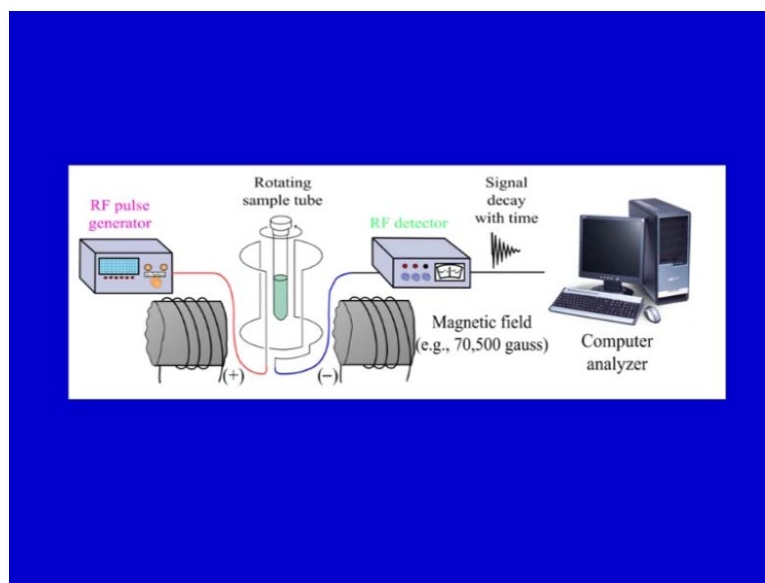 RF pulse
generator
Rotating
sample tube
RF detector
Signal
decay
with time
(+)
(−)
Magnetic field
(e.g., 70,500 gauss)
Computer
analyzer